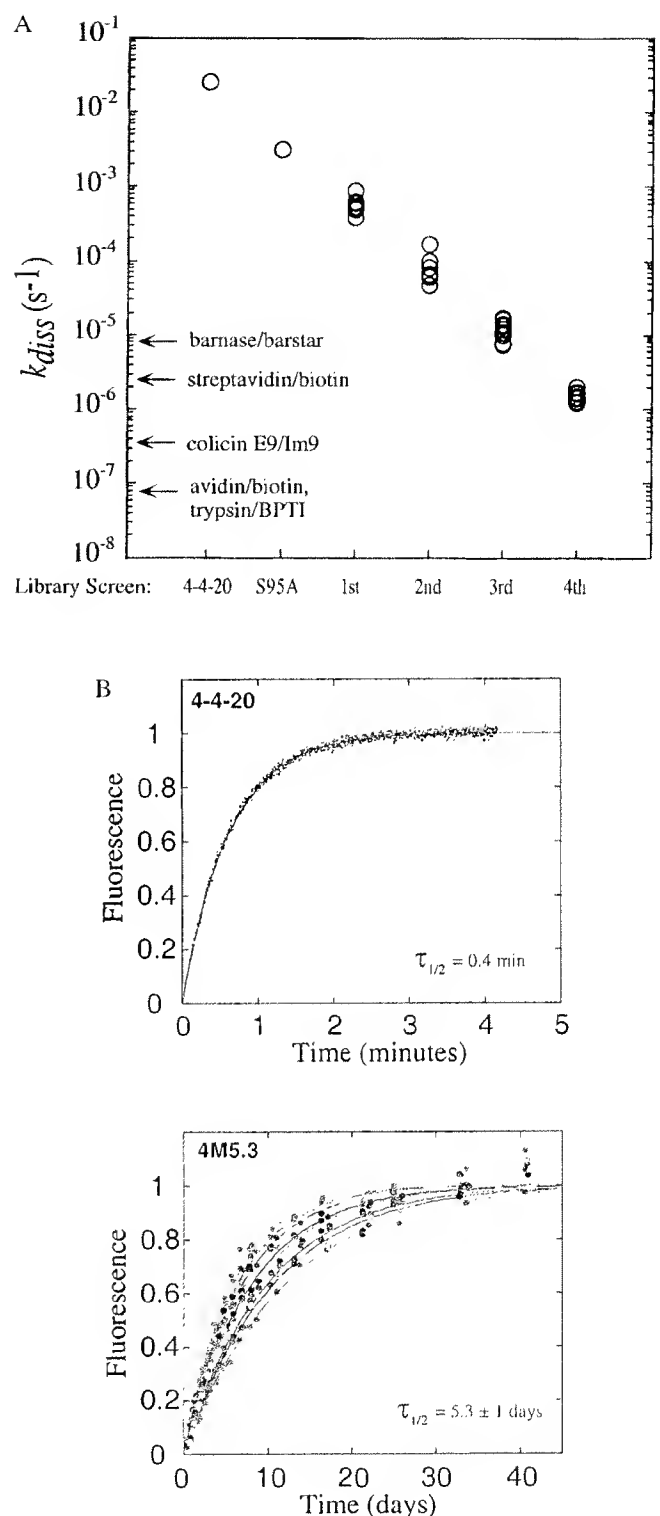 A
10⁻¹
10⁻²
10⁻³
10⁻⁴
10⁻⁵
10⁻⁶
10⁻⁷
10⁻⁸
kdiss (s⁻¹)
barnase/barstar
streptavidin/biotin
colicin E9/Im9
avidin/biotin,
trypsin/BPTI
Library Screen: 4-4-20 S95A 1st 2nd 3rd 4th
B
4-4-20
1
0.8
0.6
0.4
0.2
0
Fluorescence
τ1/2 = 0.4 min
0 1 2 3 4 5
Time (minutes)
4M5.3
1
0.8
0.6
0.4
0.2
0
Fluorescence
τ1/2 = 5.3 ± 1 days
0 10 20 30 40
Time (days)